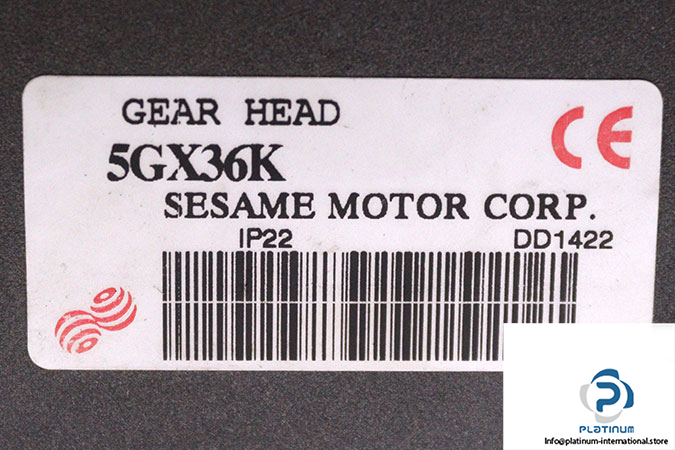 GEAR HEAD
CE
5GX36K
SESAME MOTOR CORP.
IP22 DD1422
PLATINUM
Info@platinum-international.store